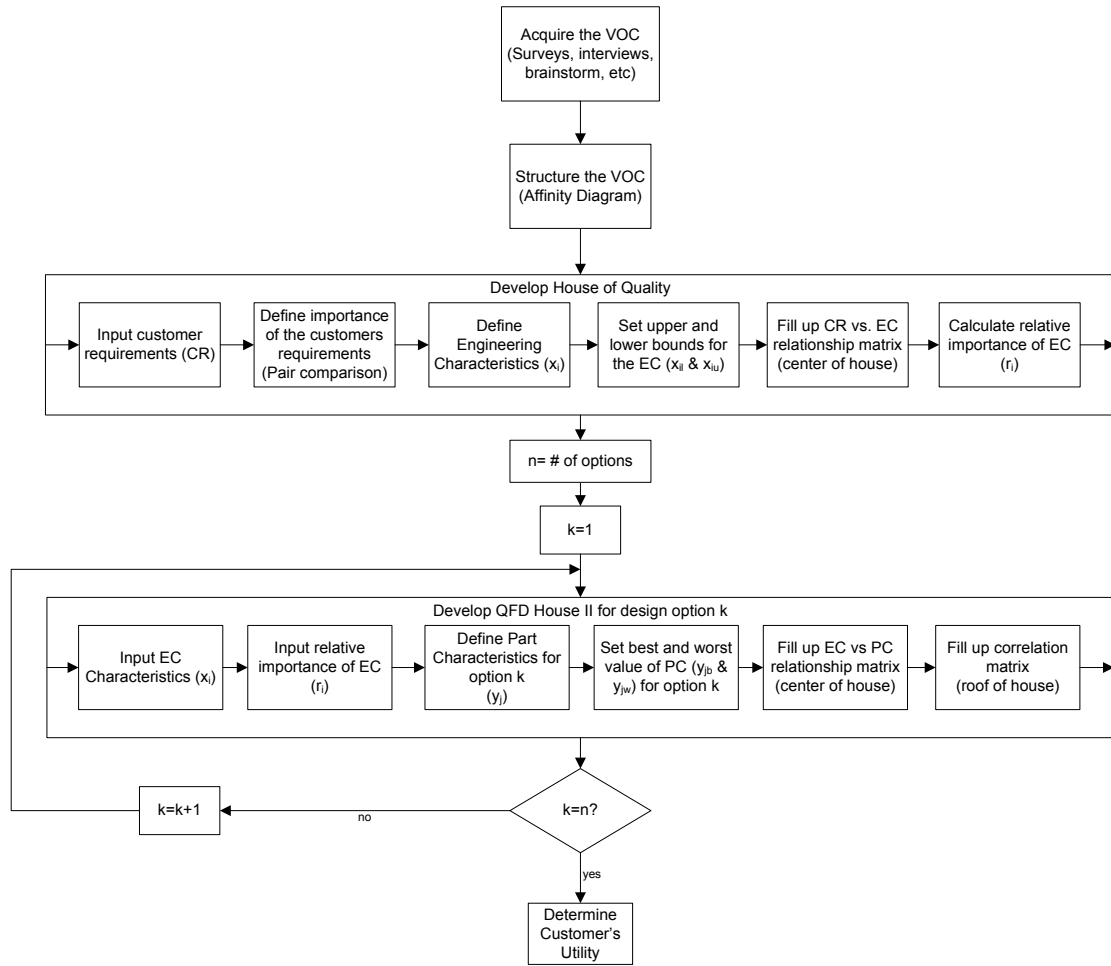 Acquire the VOC
(Surveys, interviews,
brainstorm, etc)
Structure the VOC
(Affinity Diagram)
Develop House of Quality
Input customer
requirements (CR)
Define importance
of the customers
requirements
(Pair comparison)
Define
Engineering
Characteristics (xi)
Set upper and
lower bounds for
the EC (xil & xiu)
Fill up CR vs. EC
relationship matrix
(center of house)
Calculate relative
importance of EC
(ri)
n= # of options
k=1
Develop QFD House II for design option k
Input EC
Characteristics (xi)
Input relative
importance of EC
(ri)
Define Part
Characteristics for
option k
(yj)
Set best and worst
value of PC (yjb &
yjw) for option k
Fill up EC vs PC
relationship matrix
(center of house)
Fill up correlation
matrix
(roof of house)
k=k+1
no
k=n?
yes
Determine
Customer's
Utility